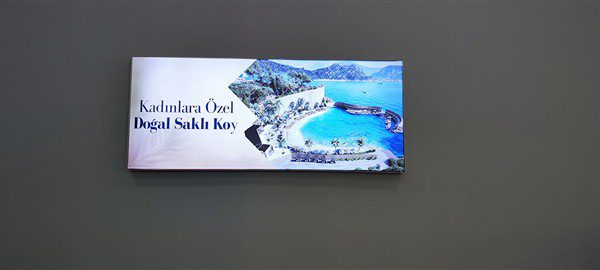 Kadınlara Özel
Doğal Saklı Koy